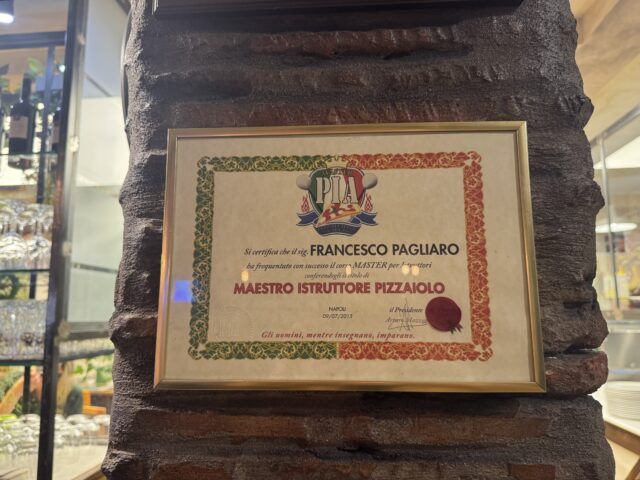 PIA
Si certifica che il sig. FRANCESCO PAGLIARO
ha frequentato con successo il corso MASTER per Istruttori
conferendogli il titolo di
MAESTRO ISTRUTTORE PIZZAIOLO
NAPOLI
il Presidente
Gli uomini, mentre insegnano, imparano.